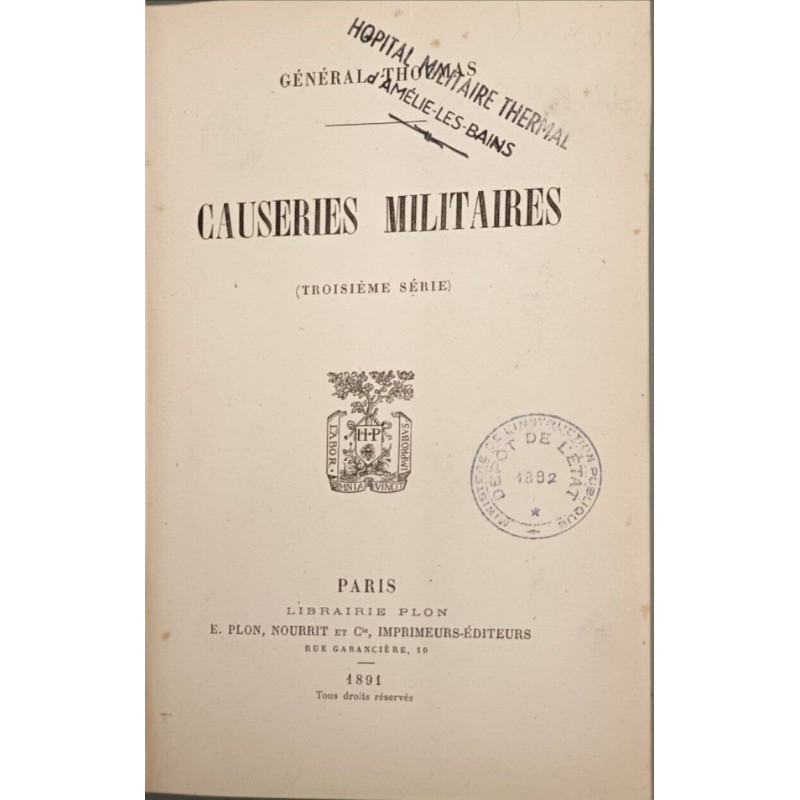 HOPITAL MILITAIRE THERMAL
d'AMÉLIE-LES-BAINS
GÉNÉRAL THOUMAS
CAUSERIES MILITAIRES
(TROISIÈME SÉRIE)
H·P
LABOR
OMNIA VINCIT
IMPROBUS
MINISTÈRE DE L'INSTRUCTION PUBLIQUE
DÉPÔT DE L'ÉTAT
1892
PARIS
LIBRAIRIE PLON
E. PLON, NOURRIT ET Cie, IMPRIMEURS-ÉDITEURS
RUE GARANCIÈRE, 10
1891
Tous droits réservés